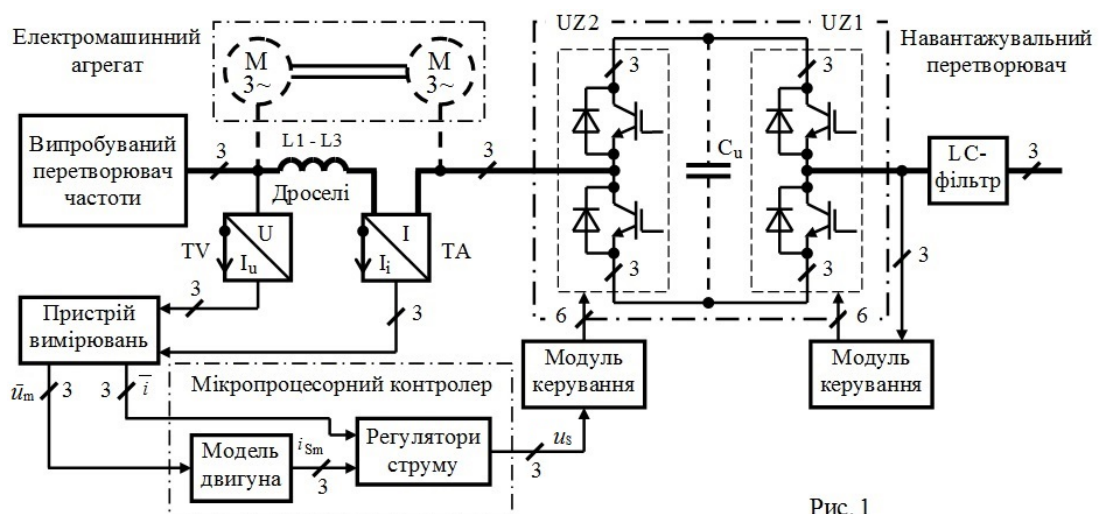 Електромашинний
агрегат
М
3~
М
3~
UZ2
UZ1
Навантажувальний
перетворювач
3
3
Випробуваний
перетворювач
частоти
3
L1 - L3
Дроселі
3
Cu
LC-
фільтр
3
TV
U
Iu
I
Ii
TA
3
3
3
3
3
6
6
Пристрій
вимірювань
Модуль
керування
Модуль
керування
ūm
3
3
i̅
Мікропроцесорний контролер
Модель
двигуна
iSm
3
Регулятори
струму
uS
3
Рис. 1